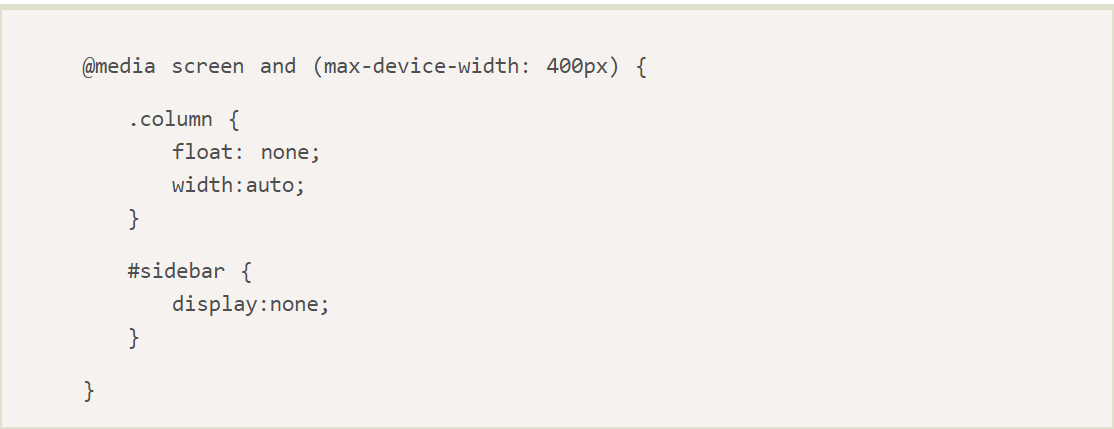 @media screen and (max-device-width: 400px) {
.column {
float: none;
width:auto;
}
#sidebar {
display:none;
}
}